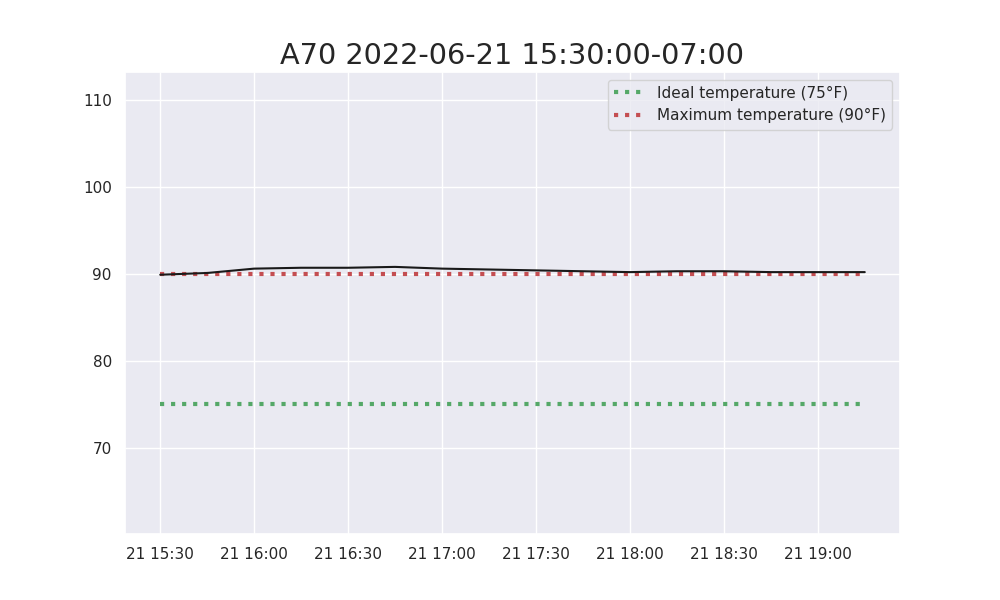 A70 2022-06-21 15:30:00-07:00
Ideal temperature (75°F)
Maximum temperature (90°F)
110
100
90
80
70
21 15:30 21 16:00 21 16:30 21 17:00 21 17:30 21 18:00 21 18:30 21 19:00